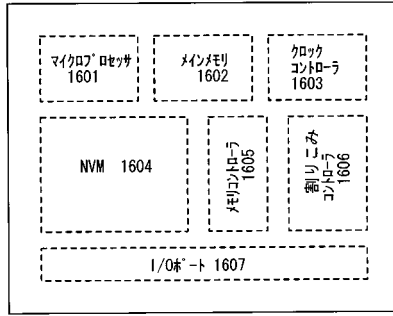 マイクロプロセッサ
1601
メインメモリ
1602
クロック
コントローラ
1603
NVM 1604
メモリコントローラ
1605
割りこみ
コントローラ
1606
I/Oポート 1607